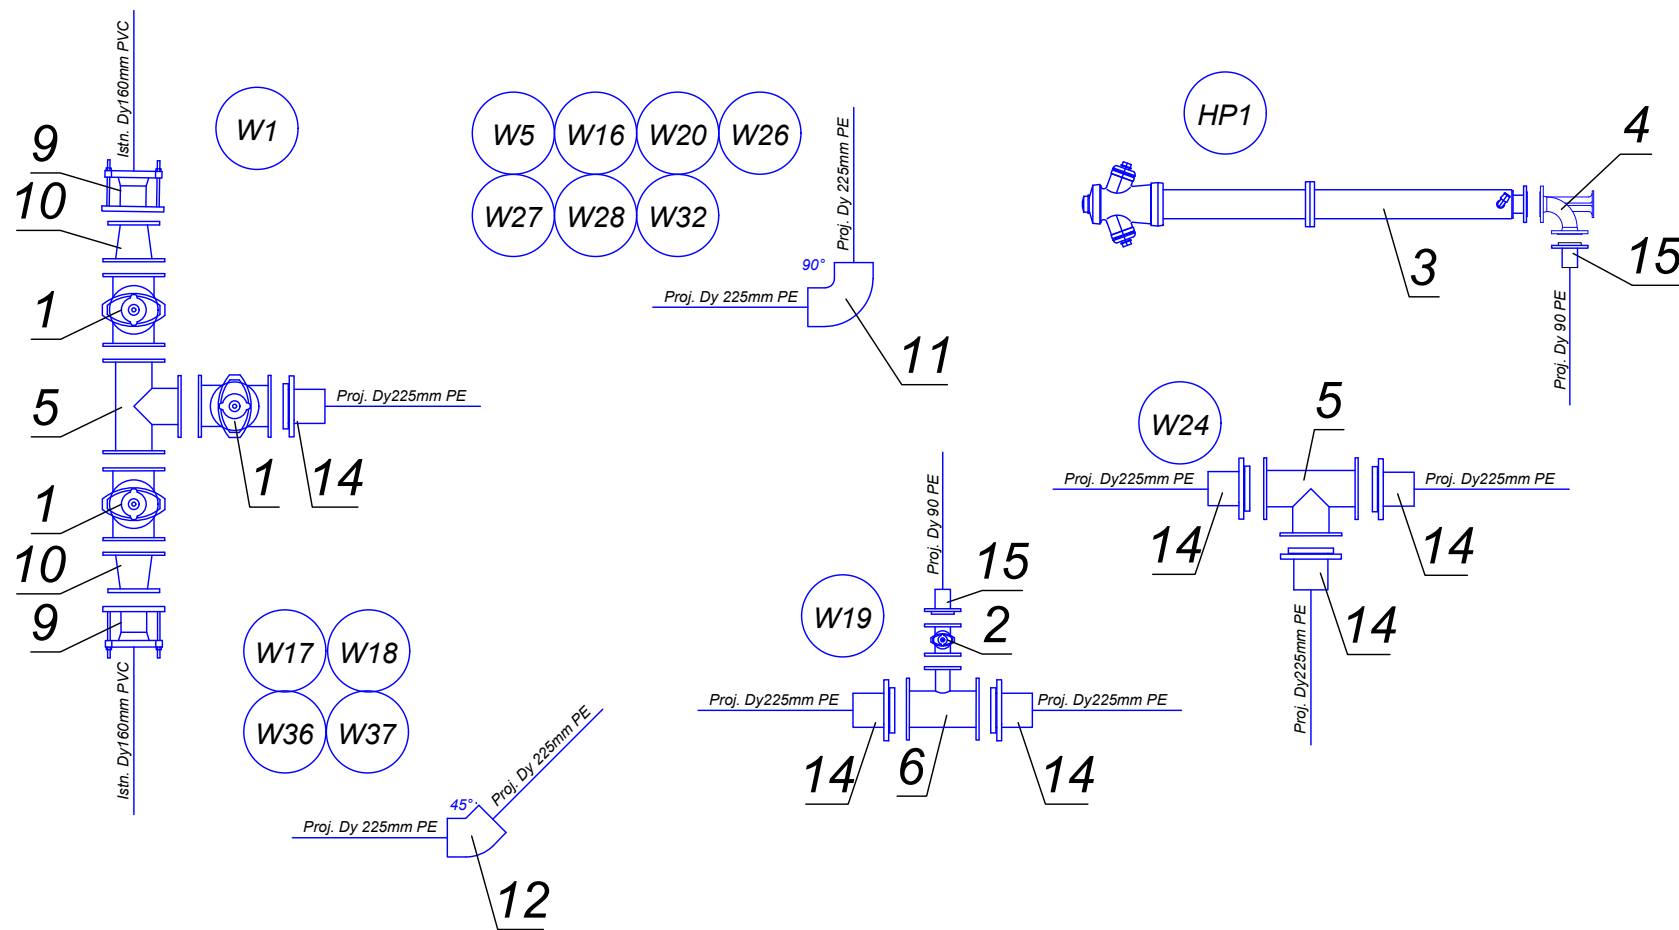 Istn. Dy160mm PVC
9
10
1
5
1
10
9
Istn. Dy160mm PVC
W1
1
14
Proj. Dy225mm PE
W5 W16 W20 W26
W27 W28 W32
Proj. Dy 225mm PE
90°
Proj. Dy 225mm PE
11
HP1
4
3
15
Proj. Dy 90 PE
W24
5
Proj. Dy225mm PE
Proj. Dy225mm PE
14
14
14
Proj. Dy225mm PE
W17 W18
W36 W37
45°
Proj. Dy 225mm PE
Proj. Dy 225mm PE
12
W19
Proj. Dy 90 PE
15
2
Proj. Dy225mm PE
Proj. Dy225mm PE
14
6
14